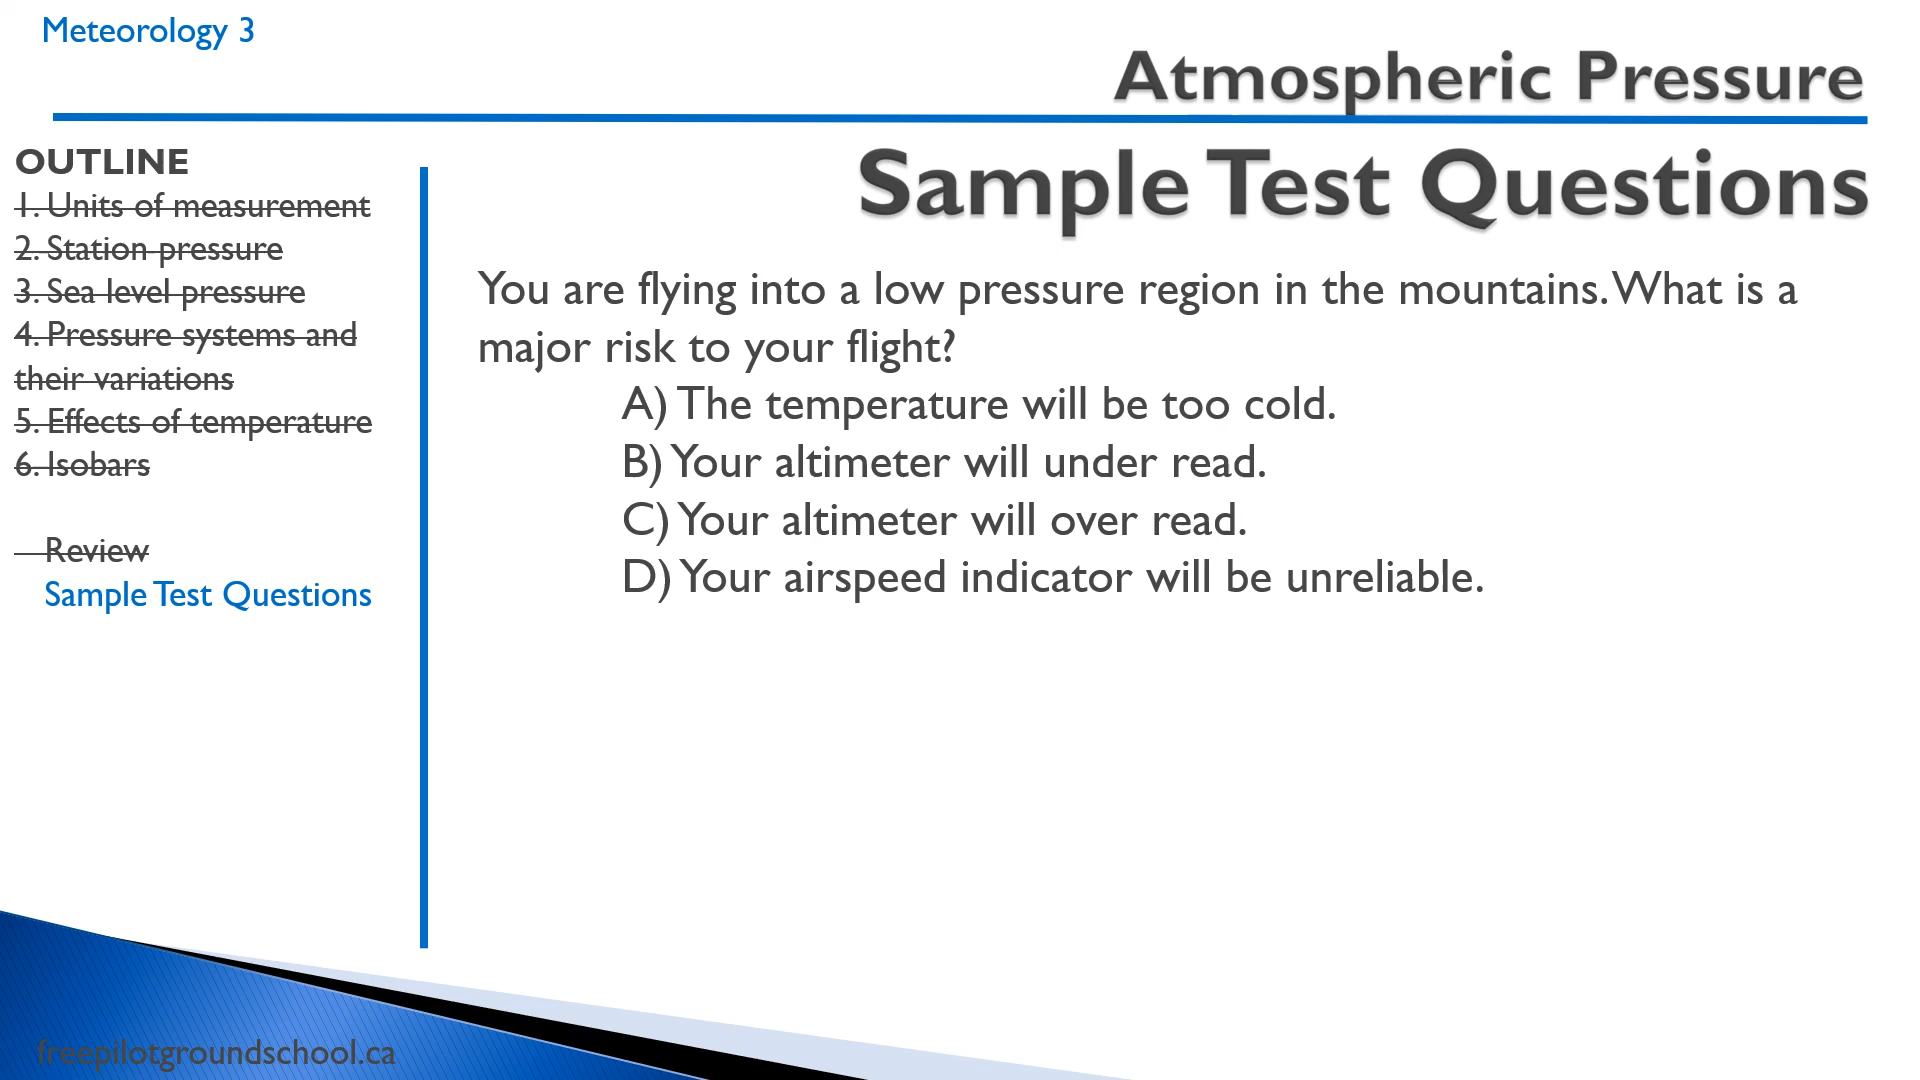 Meteorology 3
Atmospheric Pressure
OUTLINE
1. Units of measurement
2. Station pressure
3. Sea level pressure
4. Pressure systems and
their variations
5. Effects of temperature
6. Isobars
Review
Sample Test Questions
Sample Test Questions
You are flying into a low pressure region in the mountains. What is a
major risk to your flight?
A) The temperature will be too cold.
B) Your altimeter will under read.
C) Your altimeter will over read.
D) Your airspeed indicator will be unreliable.
freepilotgroundschool.ca